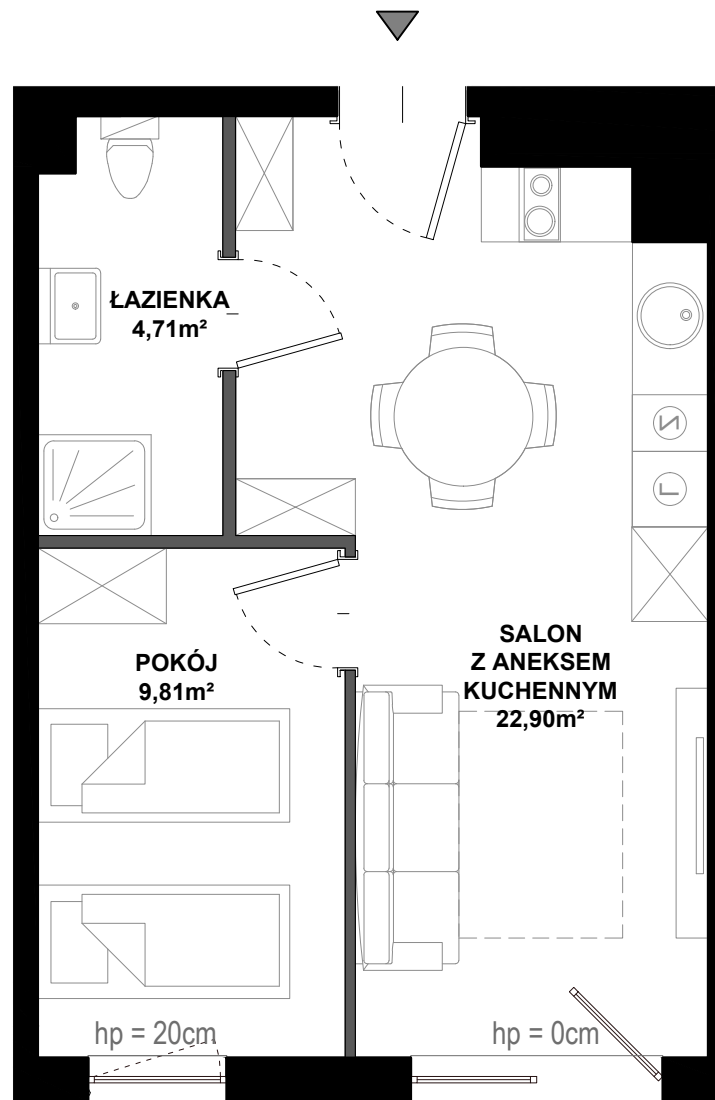 ŁAZIENKA
4,71m²
POKÓJ
9,81m²
SALON
Z ANEKSEM
KUCHENNYM
22,90m²
hp = 20cm
hp = 0cm